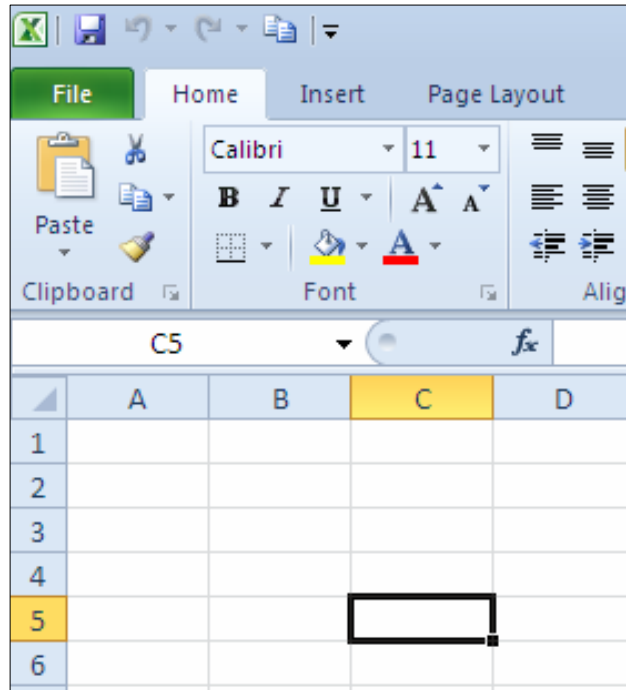 File Home Insert Page Layout
Calibri 11
B I U A A
Paste
A
Clipboard Font Alig
C5 fx
A B C D
1
2
3
4
5
6